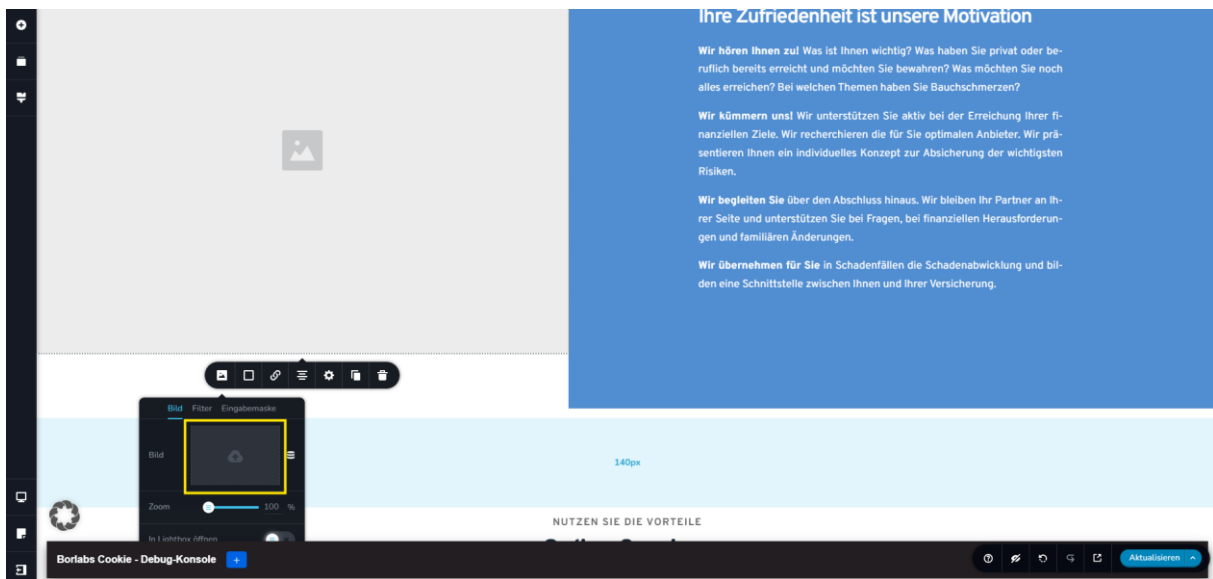 Ihre Zufriedenheit ist unsere Motivation
Wir hören Ihnen zu! Was ist Ihnen wichtig? Was haben Sie privat oder be-
ruflich bereits erreicht und möchten Sie bewahren? Was möchten Sie noch
alles erreichen? Bei welchen Themen haben Sie Bauchschmerzen?
Wir kümmern uns! Wir unterstützen Sie aktiv bei der Erreichung Ihrer fi-
nanziellen Ziele. Wir recherchieren die für Sie optimalen Anbieter. Wir prä-
sentieren Ihnen ein individuelles Konzept zur Absicherung der wichtigsten
Risiken.
Wir begleiten Sie über den Abschluss hinaus. Wir bleiben Ihr Partner an Ih-
rer Seite und unterstützen Sie bei Fragen, bei finanziellen Herausforderun-
gen und familiären Änderungen.
Wir übernehmen für Sie in Schadenfällen die Schadenabwicklung und bil-
den eine Schnittstelle zwischen Ihnen und Ihrer Versicherung.
Bild Filter Eingabemaske
Bild
140px
Zoom 100 %
NUTZEN SIE DIE VORTEILE
In Lightbox öffnen
Borlabs Cookie - Debug-Konsole +
Aktualisieren